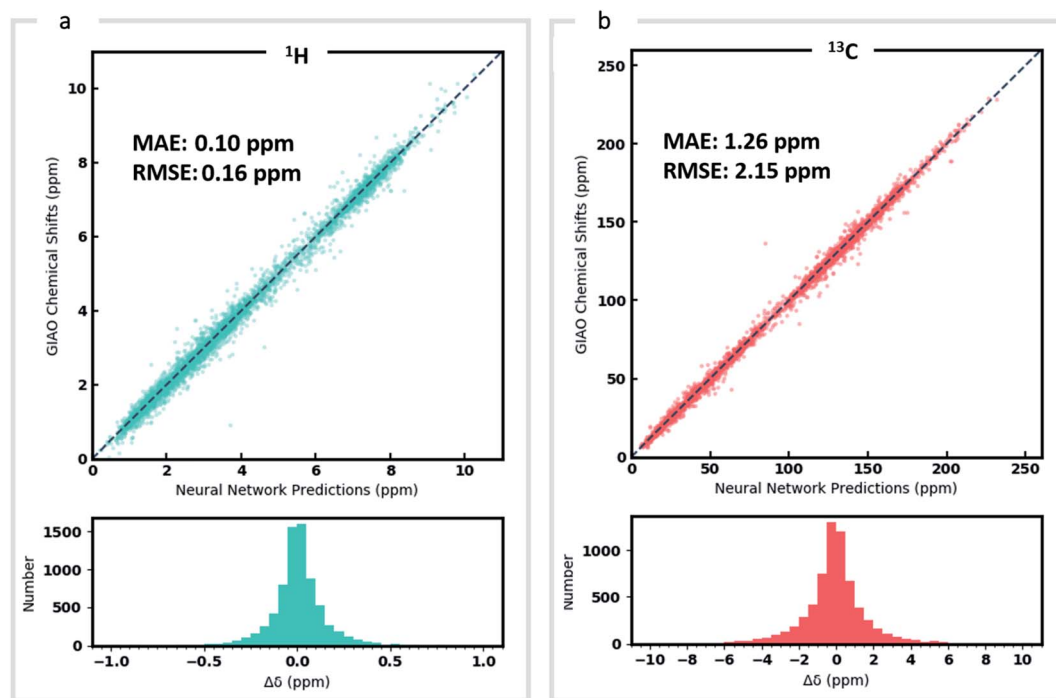 a
¹H
MAE: 0.10 ppm
RMSE: 0.16 ppm
GIAO Chemical Shifts (ppm)
10
8
6
4
2
0
0 2 4 6 8 10
Neural Network Predictions (ppm)
Number
1500
1000
500
0
−1.0 −0.5 0.0 0.5 1.0
Δδ (ppm)
b
¹³C
MAE: 1.26 ppm
RMSE: 2.15 ppm
GIAO Chemical Shifts (ppm)
250
200
150
100
50
0
0 50 100 150 200 250
Neural Network Predictions (ppm)
Number
1000
500
0
−10 −8 −6 −4 −2 0 2 4 6 8 10
Δδ (ppm)